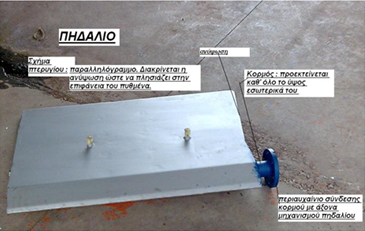 ΠΗΔΑΛΙΟ
ανύψωση
Σχήμα
πτερυγίου : παραλληλόγραμμο. Διακρίνεται η
ανύψωση ώστε να πλησιάζει στην
επιφάνεια του πυθμένα.
Κορμός : προεκτείνεται
καθ' όλο το ύψος
εσωτερικά του
περιαυχαίνιο σύνδεσης
κορμού με άξονα
μηχανισμού πηδαλίου